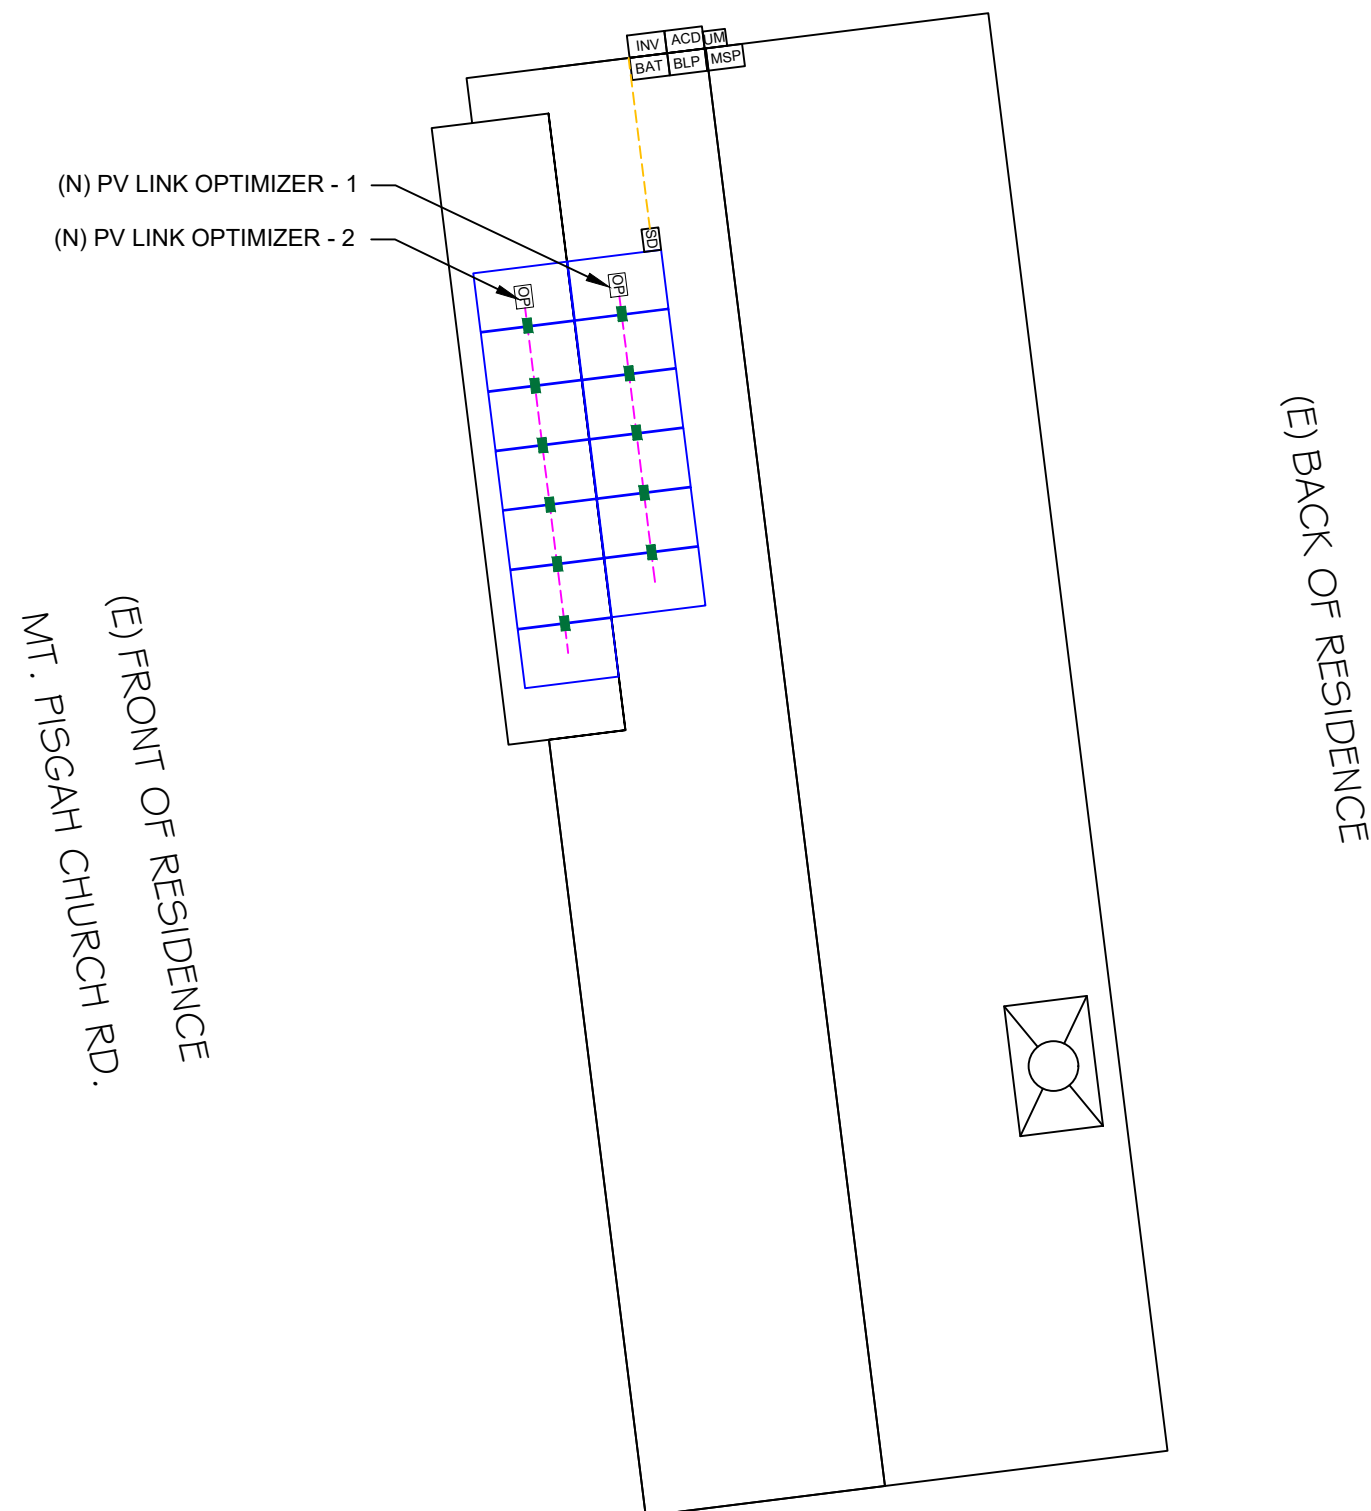 INV ACD UM
BAT BLP MSP
(N) PV LINK OPTIMIZER - 1
(N) PV LINK OPTIMIZER - 2
SD
OP
OP
(E) BACK OF RESIDENCE
(E) FRONT OF RESIDENCE
MT. PISGAH CHURCH RD.